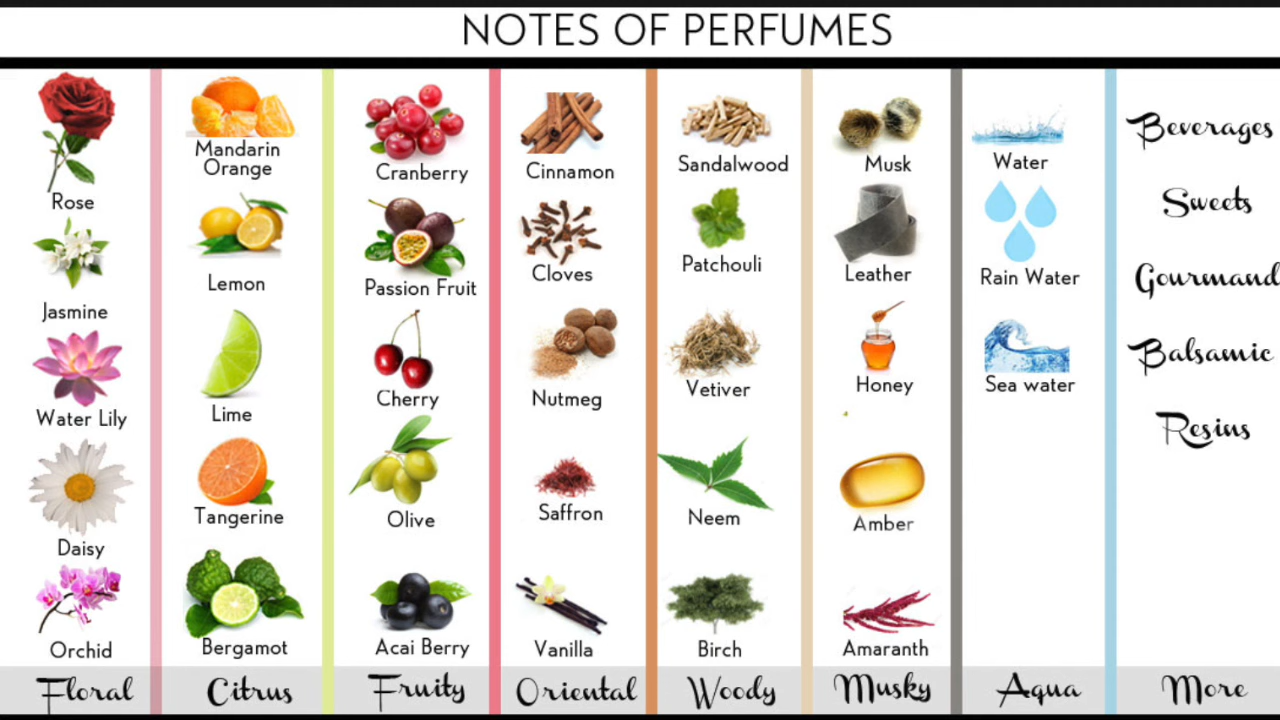 NOTES OF PERFUMES
Rose
Jasmine
Water Lily
Daisy
Orchid
Floral
Mandarin
Orange
Lemon
Lime
Tangerine
Bergamot
Citrus
Cranberry
Passion Fruit
Cherry
Olive
Acai Berry
Fruity
Cinnamon
Cloves
Nutmeg
Saffron
Vanilla
Oriental
Sandalwood
Patchouli
Vetiver
Neem
Birch
Woody
Musk
Leather
Honey
Amber
Amaranth
Musky
Water
Rain Water
Sea water
Aqua
Beverages
Sweets
Gourmand
Balsamic
Resins
More